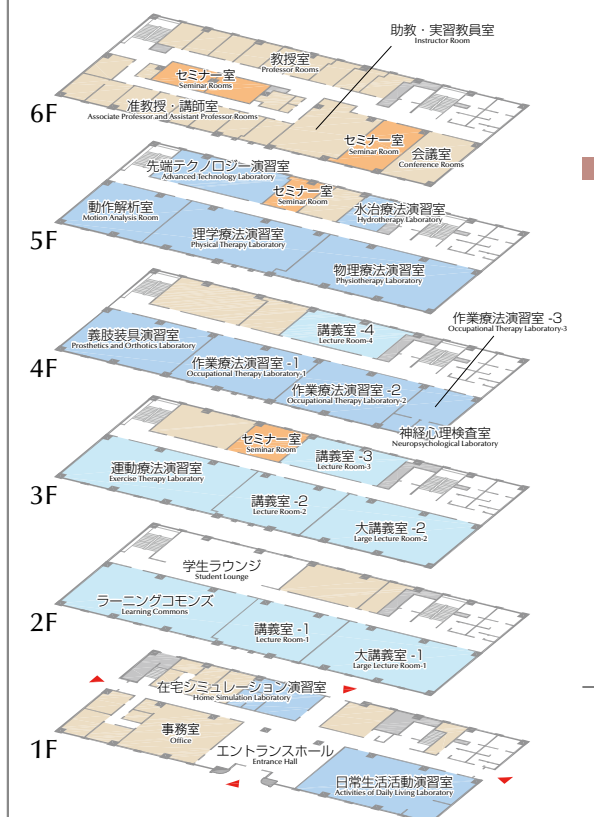 助教・実習教員室
Instructor Room
教授室
Professor Rooms
セミナー室
Seminar Rooms
准教授・講師室
Associate Professor and Assistant Professor Rooms
6F
セミナー室
Seminar Room
会議室
Conference Rooms
先端テクノロジー演習室
Advanced Technology Laboratory
セミナー室
Seminar Room
水治療法演習室
Hydrotherapy Laboratory
動作解析室
Motion Analysis Room
5F
理学療法演習室
Physical Therapy Laboratory
物理療法演習室
Physiotherapy Laboratory
作業療法演習室 -3
Occupational Therapy Laboratory-3
講義室 -4
Lecture Room-4
義肢装具演習室
Prosthetics and Orthotics Laboratory
4F
作業療法演習室 -1
Occupational Therapy Laboratory-1
作業療法演習室 -2
Occupational Therapy Laboratory-2
神経心理検査室
Neuropsychological Laboratory
セミナー室
Seminar Room
講義室 -3
Lecture Room-3
運動療法演習室
Exercise Therapy Laboratory
3F
講義室 -2
Lecture Room-2
大講義室 -2
Large Lecture Room-2
学生ラウンジ
Student Lounge
ラーニングコモンズ
Learning Commons
2F
講義室 -1
Lecture Room-1
大講義室 -1
Large Lecture Room-1
在宅シミュレーション演習室
Home Simulation Laboratory
事務室
Office
1F
エントランスホール
Entrance Hall
日常生活活動演習室
Activities of Daily Living Laboratory